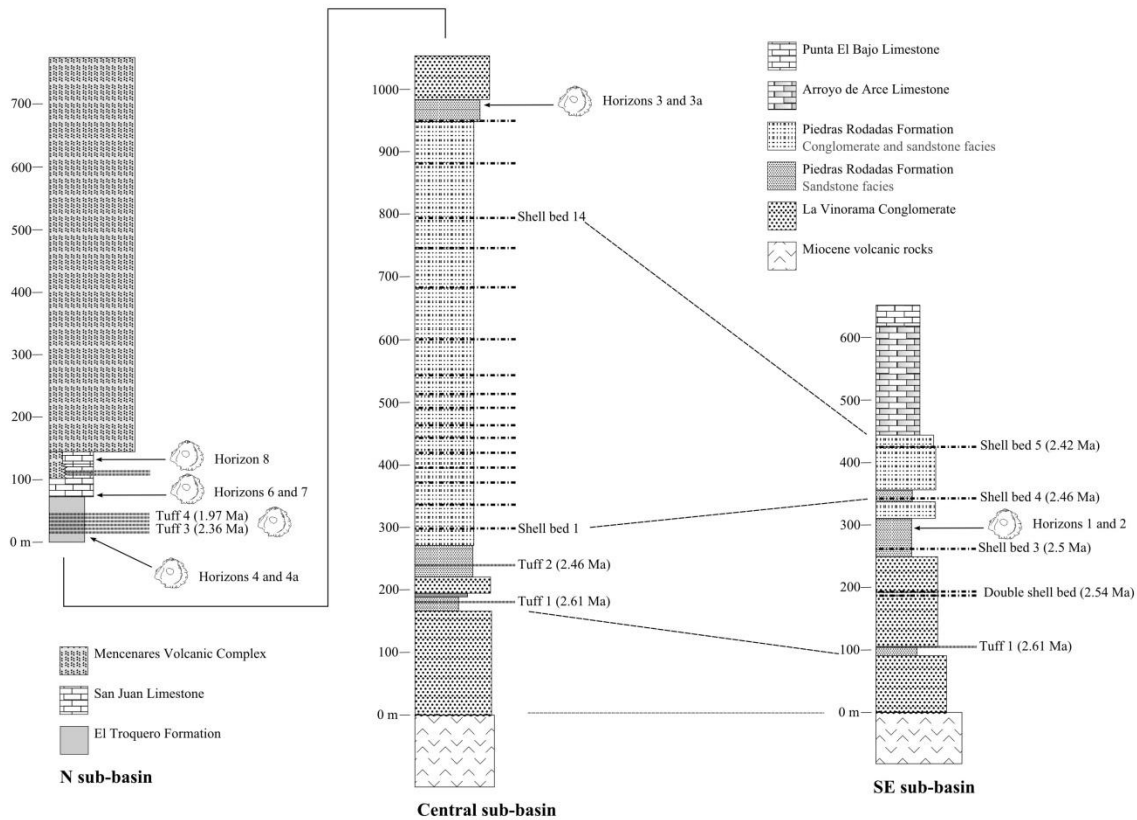 700
600
500
400
300
200
100
0 m
Horizon 8
Horizons 6 and 7
Tuff 4 (1.97 Ma)
Tuff 3 (2.36 Ma)
Horizons 4 and 4a
Mencenares Volcanic Complex
San Juan Limestone
El Troquero Formation
N sub-basin
1000
900
800
700
600
500
400
300
200
100
0 m
Horizons 3 and 3a
Shell bed 14
Shell bed 1
Tuff 2 (2.46 Ma)
Tuff 1 (2.61 Ma)
Central sub-basin
Punta El Bajo Limestone
Arroyo de Arce Limestone
Piedras Rodadas Formation
Conglomerate and sandstone facies
Piedras Rodadas Formation
Sandstone facies
La Vinorama Conglomerate
Miocene volcanic rocks
600
500
400
300
200
100
0 m
Shell bed 5 (2.42 Ma)
Shell bed 4 (2.46 Ma)
Horizons 1 and 2
Shell bed 3 (2.5 Ma)
Double shell bed (2.54 Ma)
Tuff 1 (2.61 Ma)
SE sub-basin